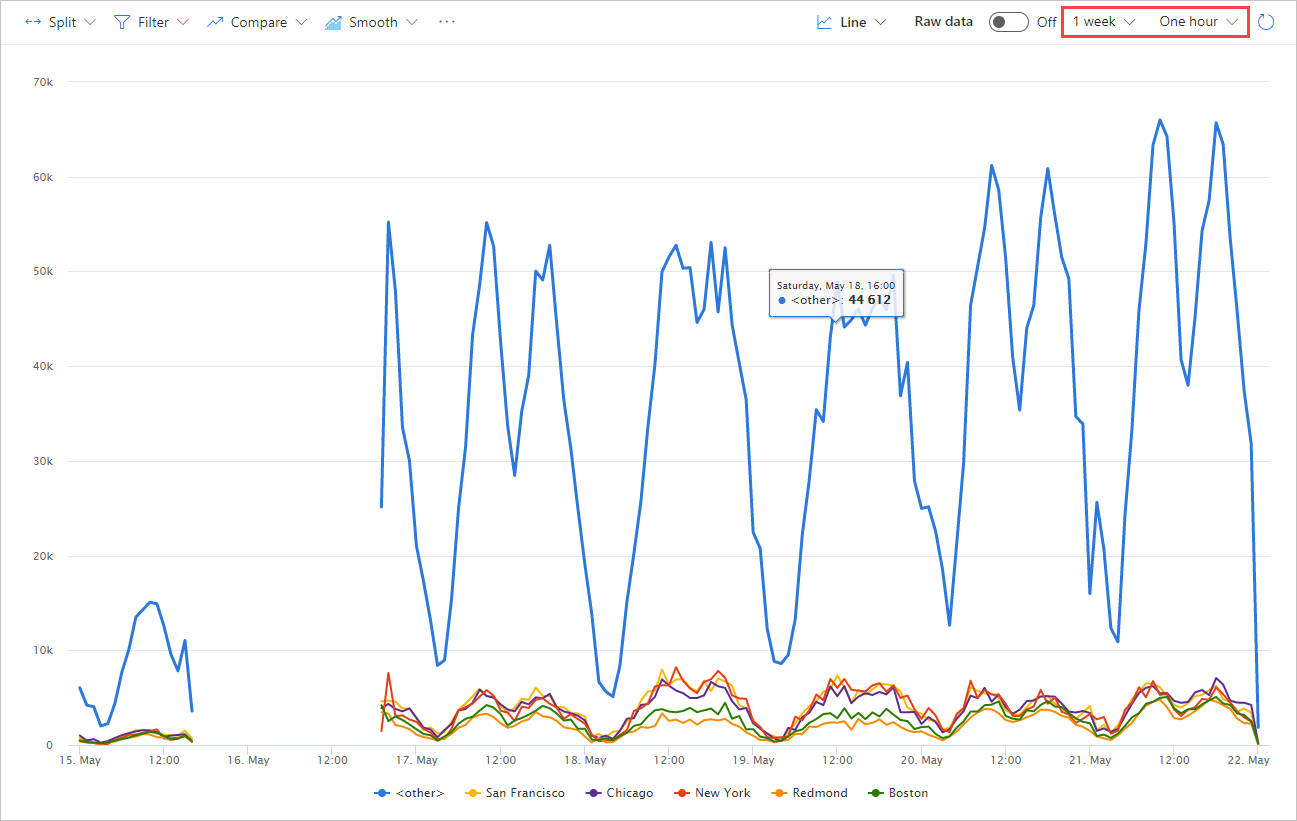 Split Filter Compare Smooth ··· Line Raw data Off 1 week One hour
70k
60k
50k
Saturday, May 18, 16:00
<other>: 44 612
40k
30k
20k
10k
0
15. May 12:00 16. May 12:00 17. May 12:00 18. May 12:00 19. May 12:00 20. May 12:00 21. May 12:00 22. May
<other> San Francisco Chicago New York Redmond Boston